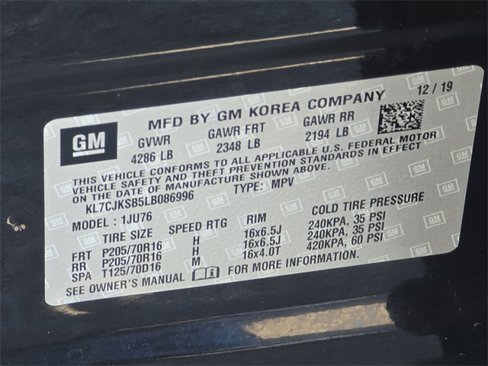 GM
MFD BY GM KOREA COMPANY
12 / 19
GVWR GAWR FRT GAWR RR
4286 LB 2348 LB 2194 LB
THIS VEHICLE CONFORMS TO ALL APPLICABLE U.S. FEDERAL MOTOR
VEHICLE SAFETY AND THEFT PREVENTION STANDARDS IN EFFECT
ON THE DATE OF MANUFACTURE SHOWN ABOVE.
KL7CJKSB5LB086996 TYPE: MPV
MODEL : 1JU76
TIRE SIZE SPEED RTG RIM COLD TIRE PRESSURE
FRT P205/70R16 H 16x6.5J 240KPA, 35 PSI
RR P205/70R16 H 16x6.5J 240KPA, 35 PSI
SPA T125/70D16 M 16x4.0T 420KPA, 60 PSI
SEE OWNER'S MANUAL FOR MORE INFORMATION.